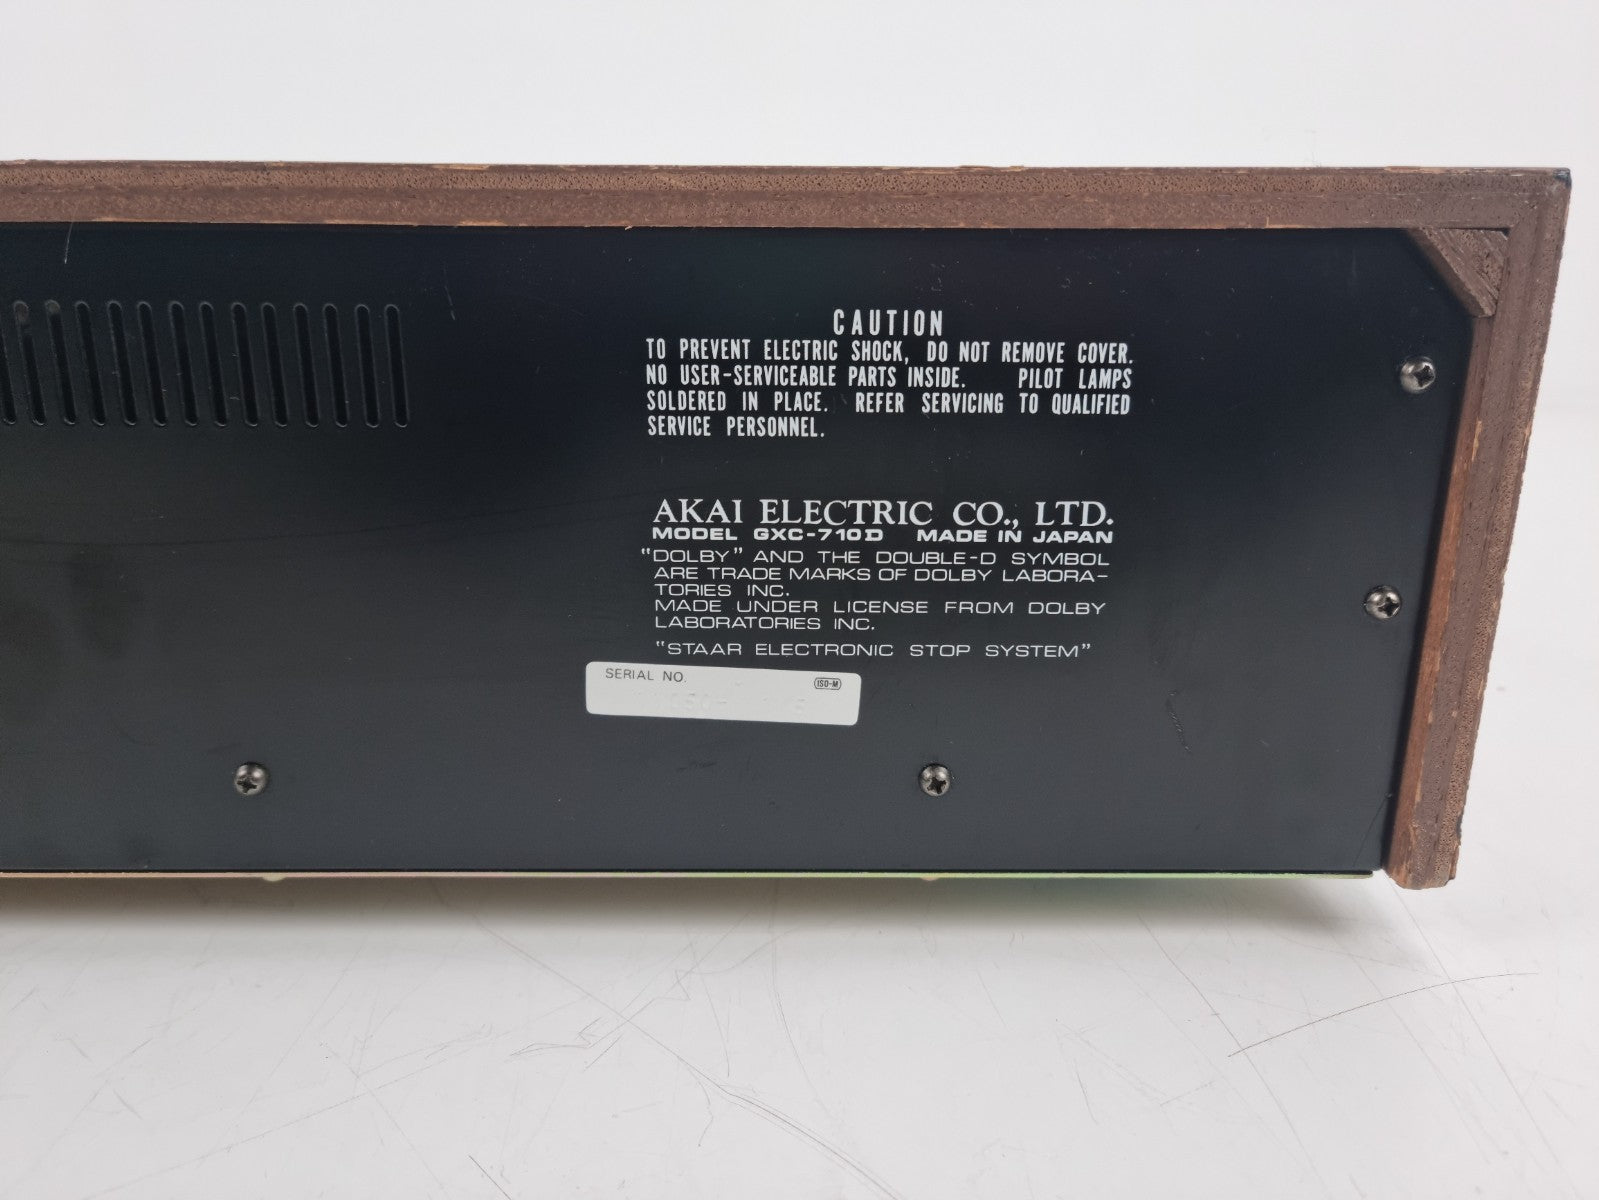 CAUTION
TO PREVENT ELECTRIC SHOCK, DO NOT REMOVE COVER.
NO USER-SERVICEABLE PARTS INSIDE. PILOT LAMPS
SOLDERED IN PLACE. REFER SERVICING TO QUALIFIED
SERVICE PERSONNEL.
AKAI ELECTRIC CO., LTD.
MODEL GXC-710D MADE IN JAPAN
"DOLBY" AND THE DOUBLE-D SYMBOL
ARE TRADE MARKS OF DOLBY LABORA-
TORIES INC.
MADE UNDER LICENSE FROM DOLBY
LABORATORIES INC.
"STAAR ELECTRONIC STOP SYSTEM"
SERIAL NO. ISO-M